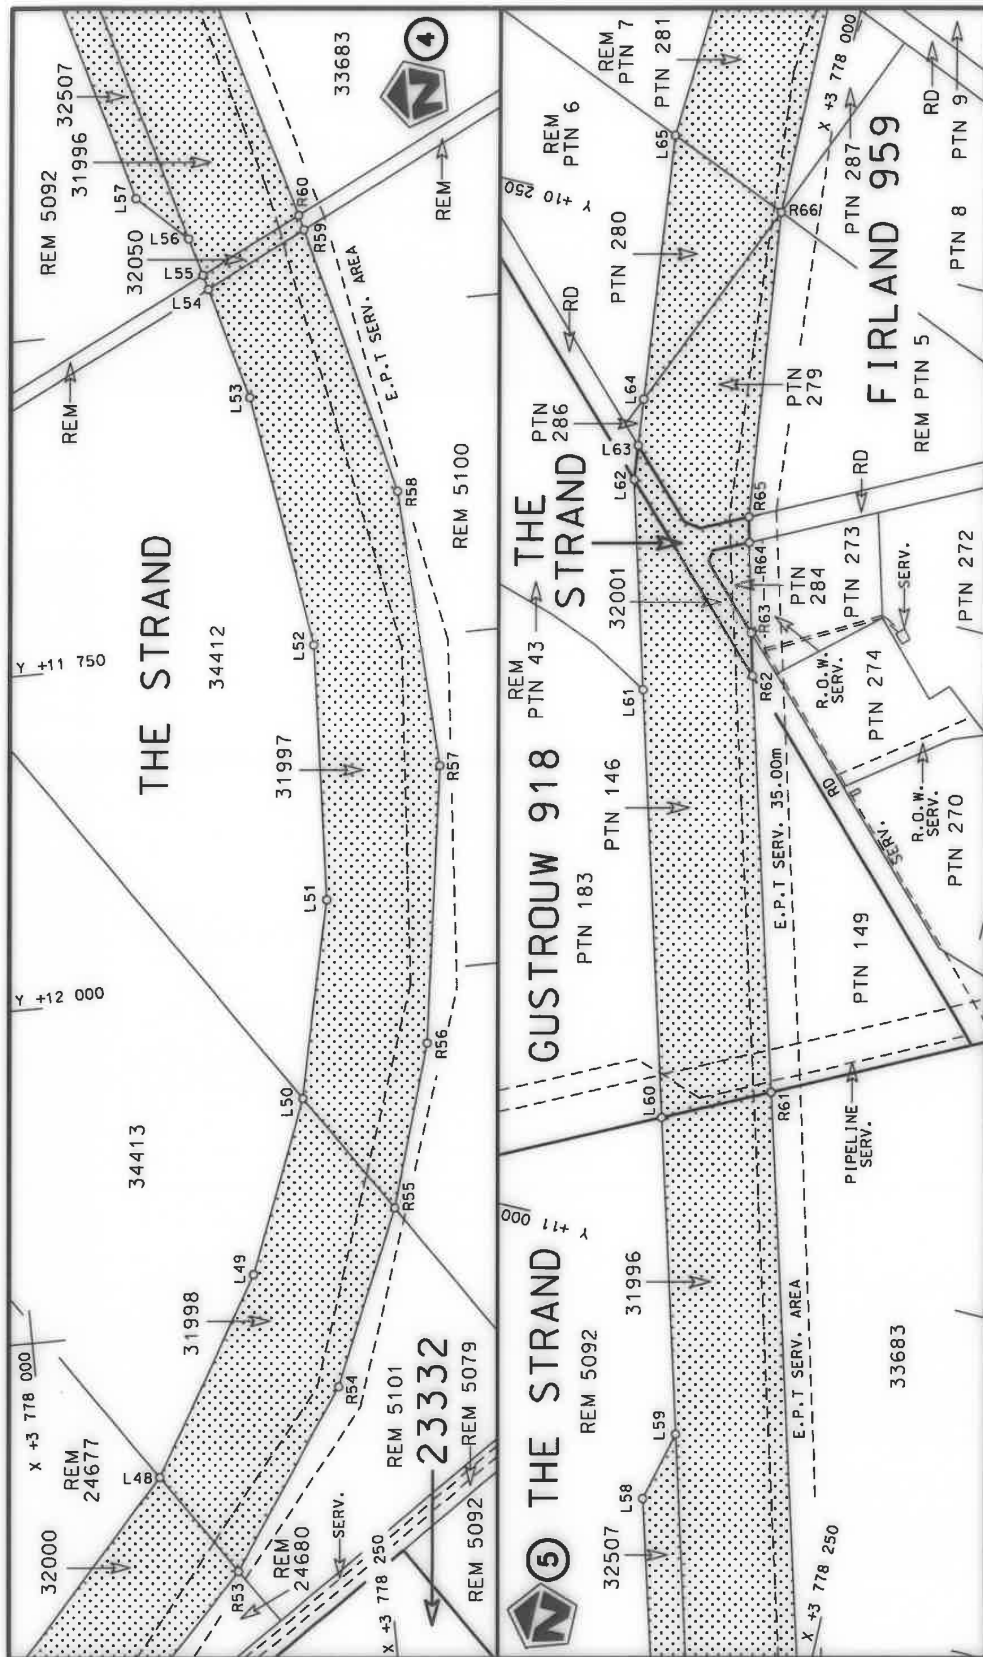 X +3 778 000
REM
24677
32000
L48
R53
REM
24680
SERV.
X +3 778 250
34413
31998
L49
R54
REM 5101
23332
REM 5079
REM 5092
L50
R55
Y +12 000
L51
R56
THE STRAND
34412
31997
Y +11 750
L52
R57
R58
REM 5100
L53
REM
L54
L55
L56
L57
32050
REM 5092
31996
32507
R59
R60
E.P.T SERV. AREA
REM
33683
N
4
N
5
THE STRAND
REM 5092
32507
L58
L59
31996
Y +11 000
X +3 778 250
E.P.T SERV. AREA
33683
L60
R61
PIPELINE
SERV.
GUSTROUW 918
PTN 183
PTN 146
REM
PTN 43
L61
E.P.T SERV. 35.00m
PTN 149
SERV.
RD
R.O.W.
SERV.
PTN 270
PTN 274
R.O.W.
SERV.
R62
R63
R64
R65
32001
THE
STRAND
L62
L63
L64
PTN
286
RD
PTN
284
PTN 273
SERV.
PTN 272
RD
REM PTN 5
PTN
279
PTN 280
Y +10 250
REM
PTN 6
L65
R66
FIRLAND 959
PTN 287
X +3 778 000
PTN 8
PTN 9
RD
REM
PTN 7
PTN 281